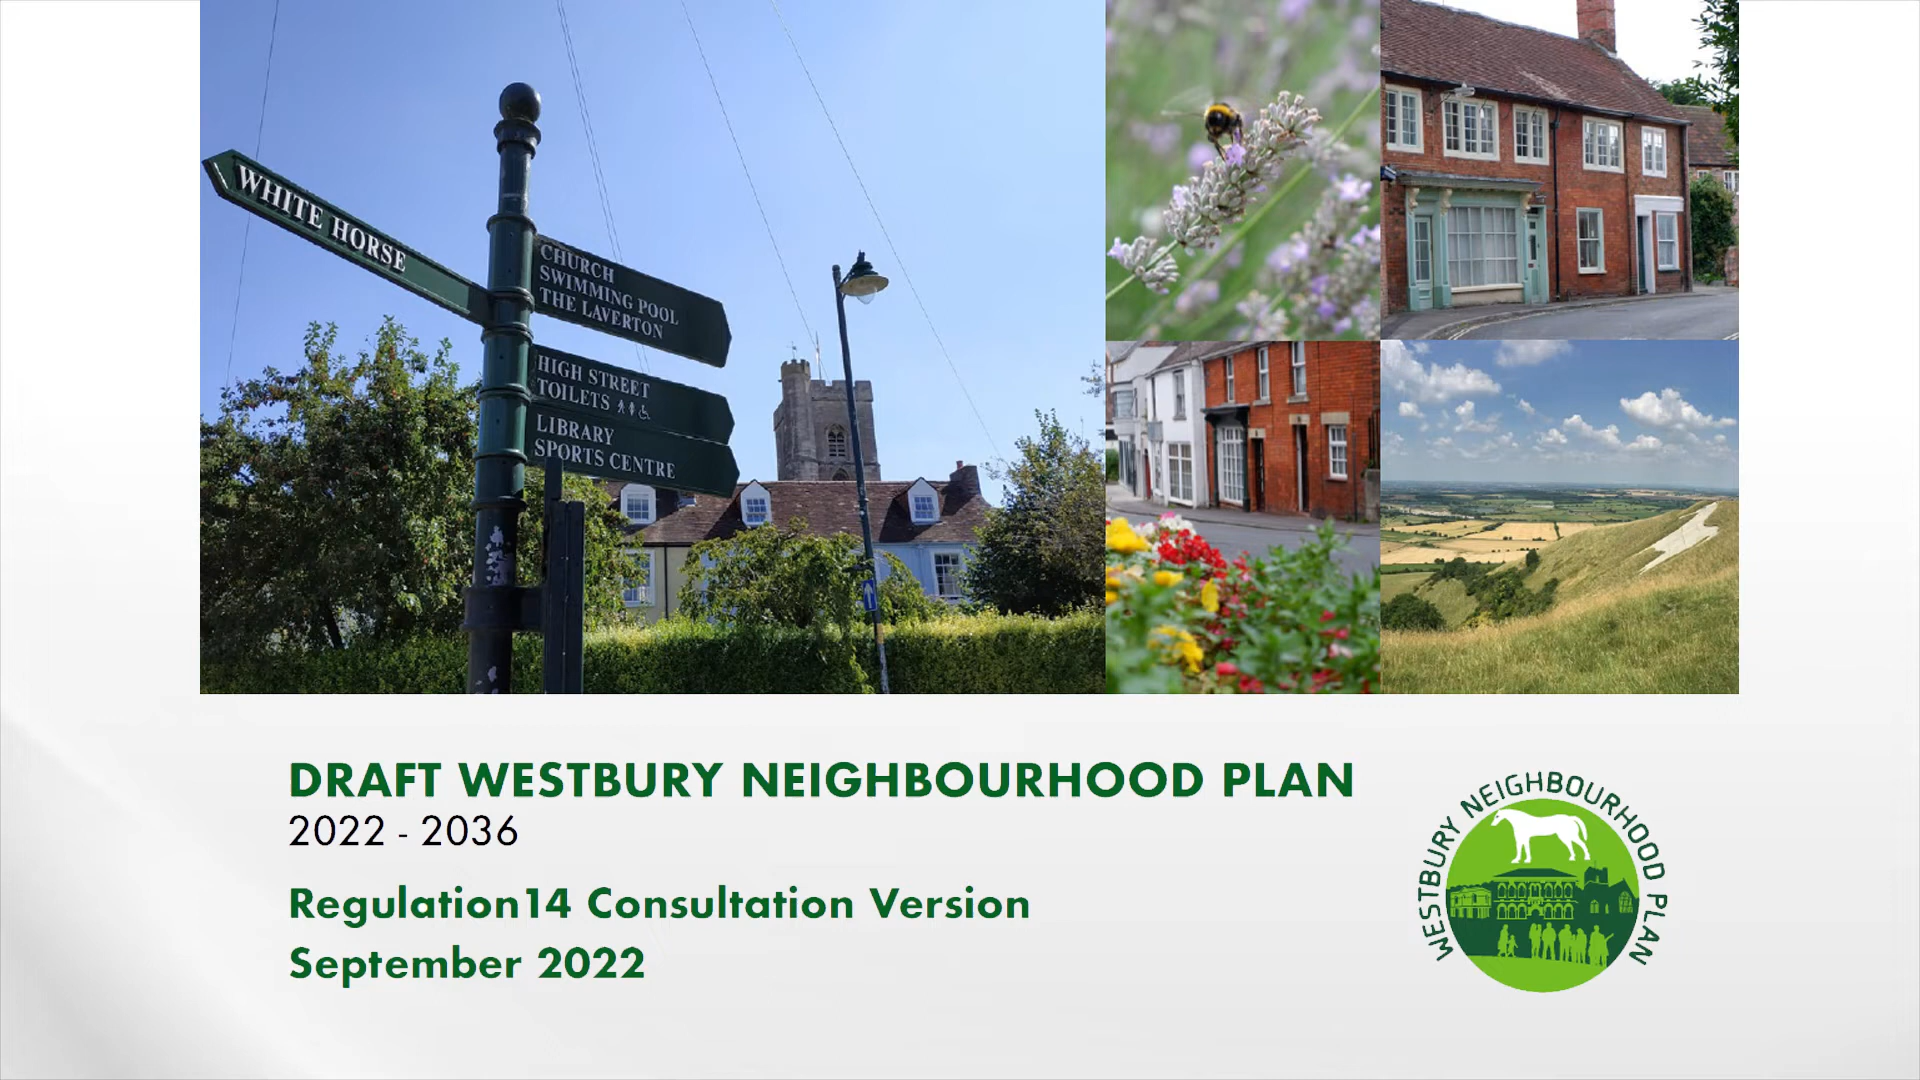 WHITE HORSE
CHURCH
SWIMMING POOL
THE LAVERTON
HIGH STREET
TOILETS
LIBRARY
SPORTS CENTRE
DRAFT WESTBURY NEIGHBOURHOOD PLAN
2022 - 2036
Regulation14 Consultation Version
September 2022
WESTBURY NEIGHBOURHOOD PLAN